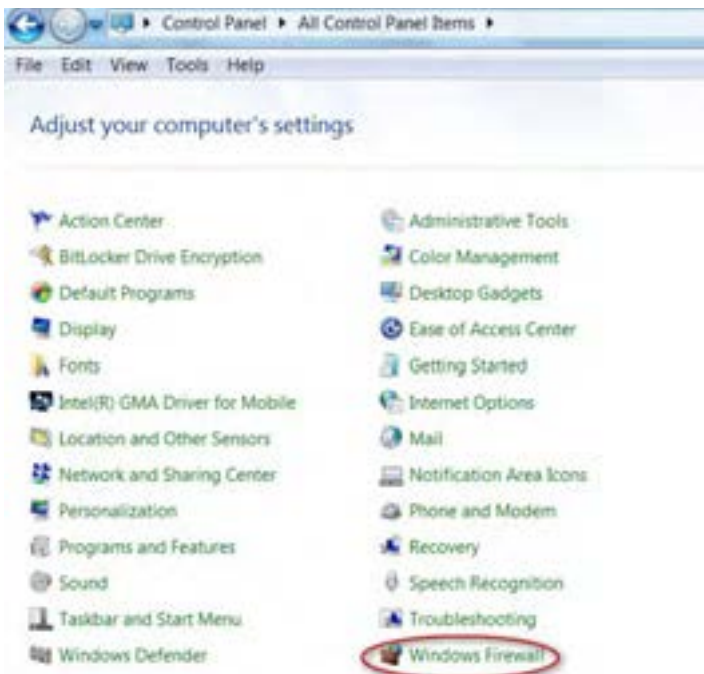 Control Panel All Control Panel Items
File Edit View Tools Help
Adjust your computer's settings
Action Center
Administrative Tools
BitLocker Drive Encryption
Color Management
Default Programs
Desktop Gadgets
Display
Ease of Access Center
Fonts
Getting Started
Intel(R) GMA Driver for Mobile
Internet Options
Location and Other Sensors
Mail
Network and Sharing Center
Notification Area Icons
Personalization
Phone and Modem
Programs and Features
Recovery
Sound
Speech Recognition
Taskbar and Start Menu
Troubleshooting
Windows Defender
Windows Firewall